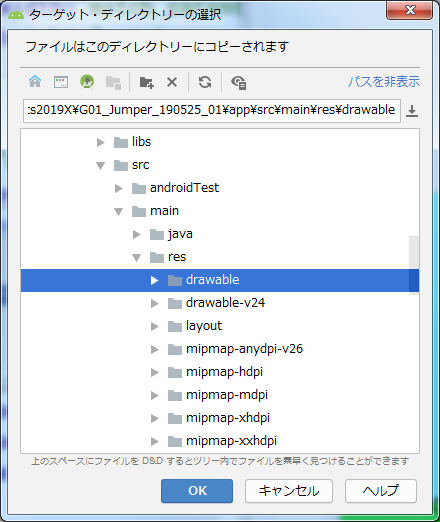 ターゲット・ディレクトリーの選択
ファイルはこのディレクトリーにコピーされます
パスを非表示
:s2019X¥G01_Jumper_190525_01¥app¥src¥main¥res¥drawable
libs
src
androidTest
main
java
res
drawable
drawable-v24
layout
mipmap-anydpi-v26
mipmap-hdpi
mipmap-mdpi
mipmap-xhdpi
mipmap-xxhdpi
上のスペースにファイルを D&D するとツリー内でファイルを素早く見つけることができます
OK
キャンセル
ヘルプ